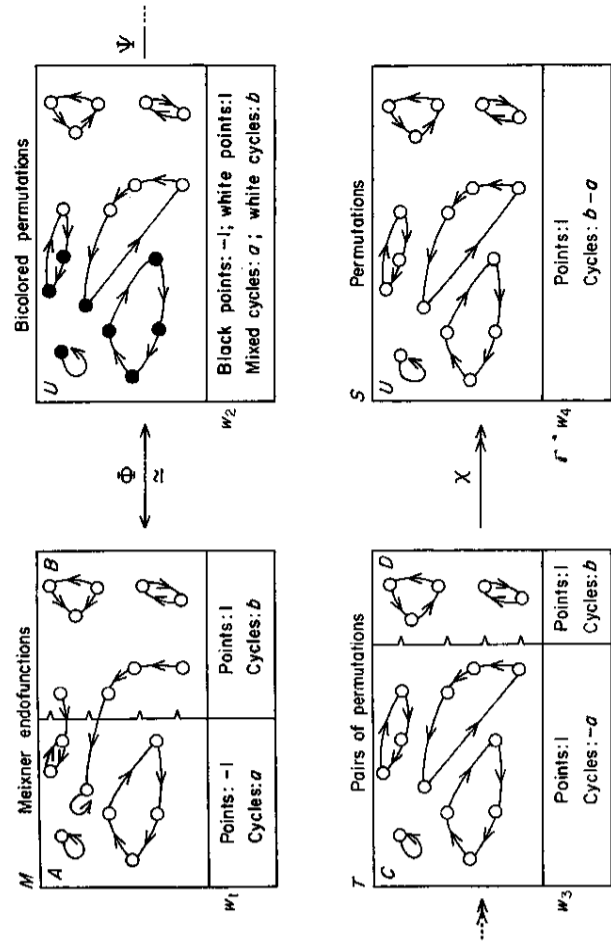 M Meixner endofunctions
A
B
Points: -1
Cycles: a
Points: 1
Cycles: b
w1
Φ
≅
Bicolored permutations
U
Black points: -1; white points: 1
Mixed cycles: a; white cycles: b
w2
Ψ
T Pairs of permutations
C
D
Points: 1
Cycles: -a
Points: 1
Cycles: b
w3
χ
S Permutations
U
Points: 1
Cycles: b-a
w4